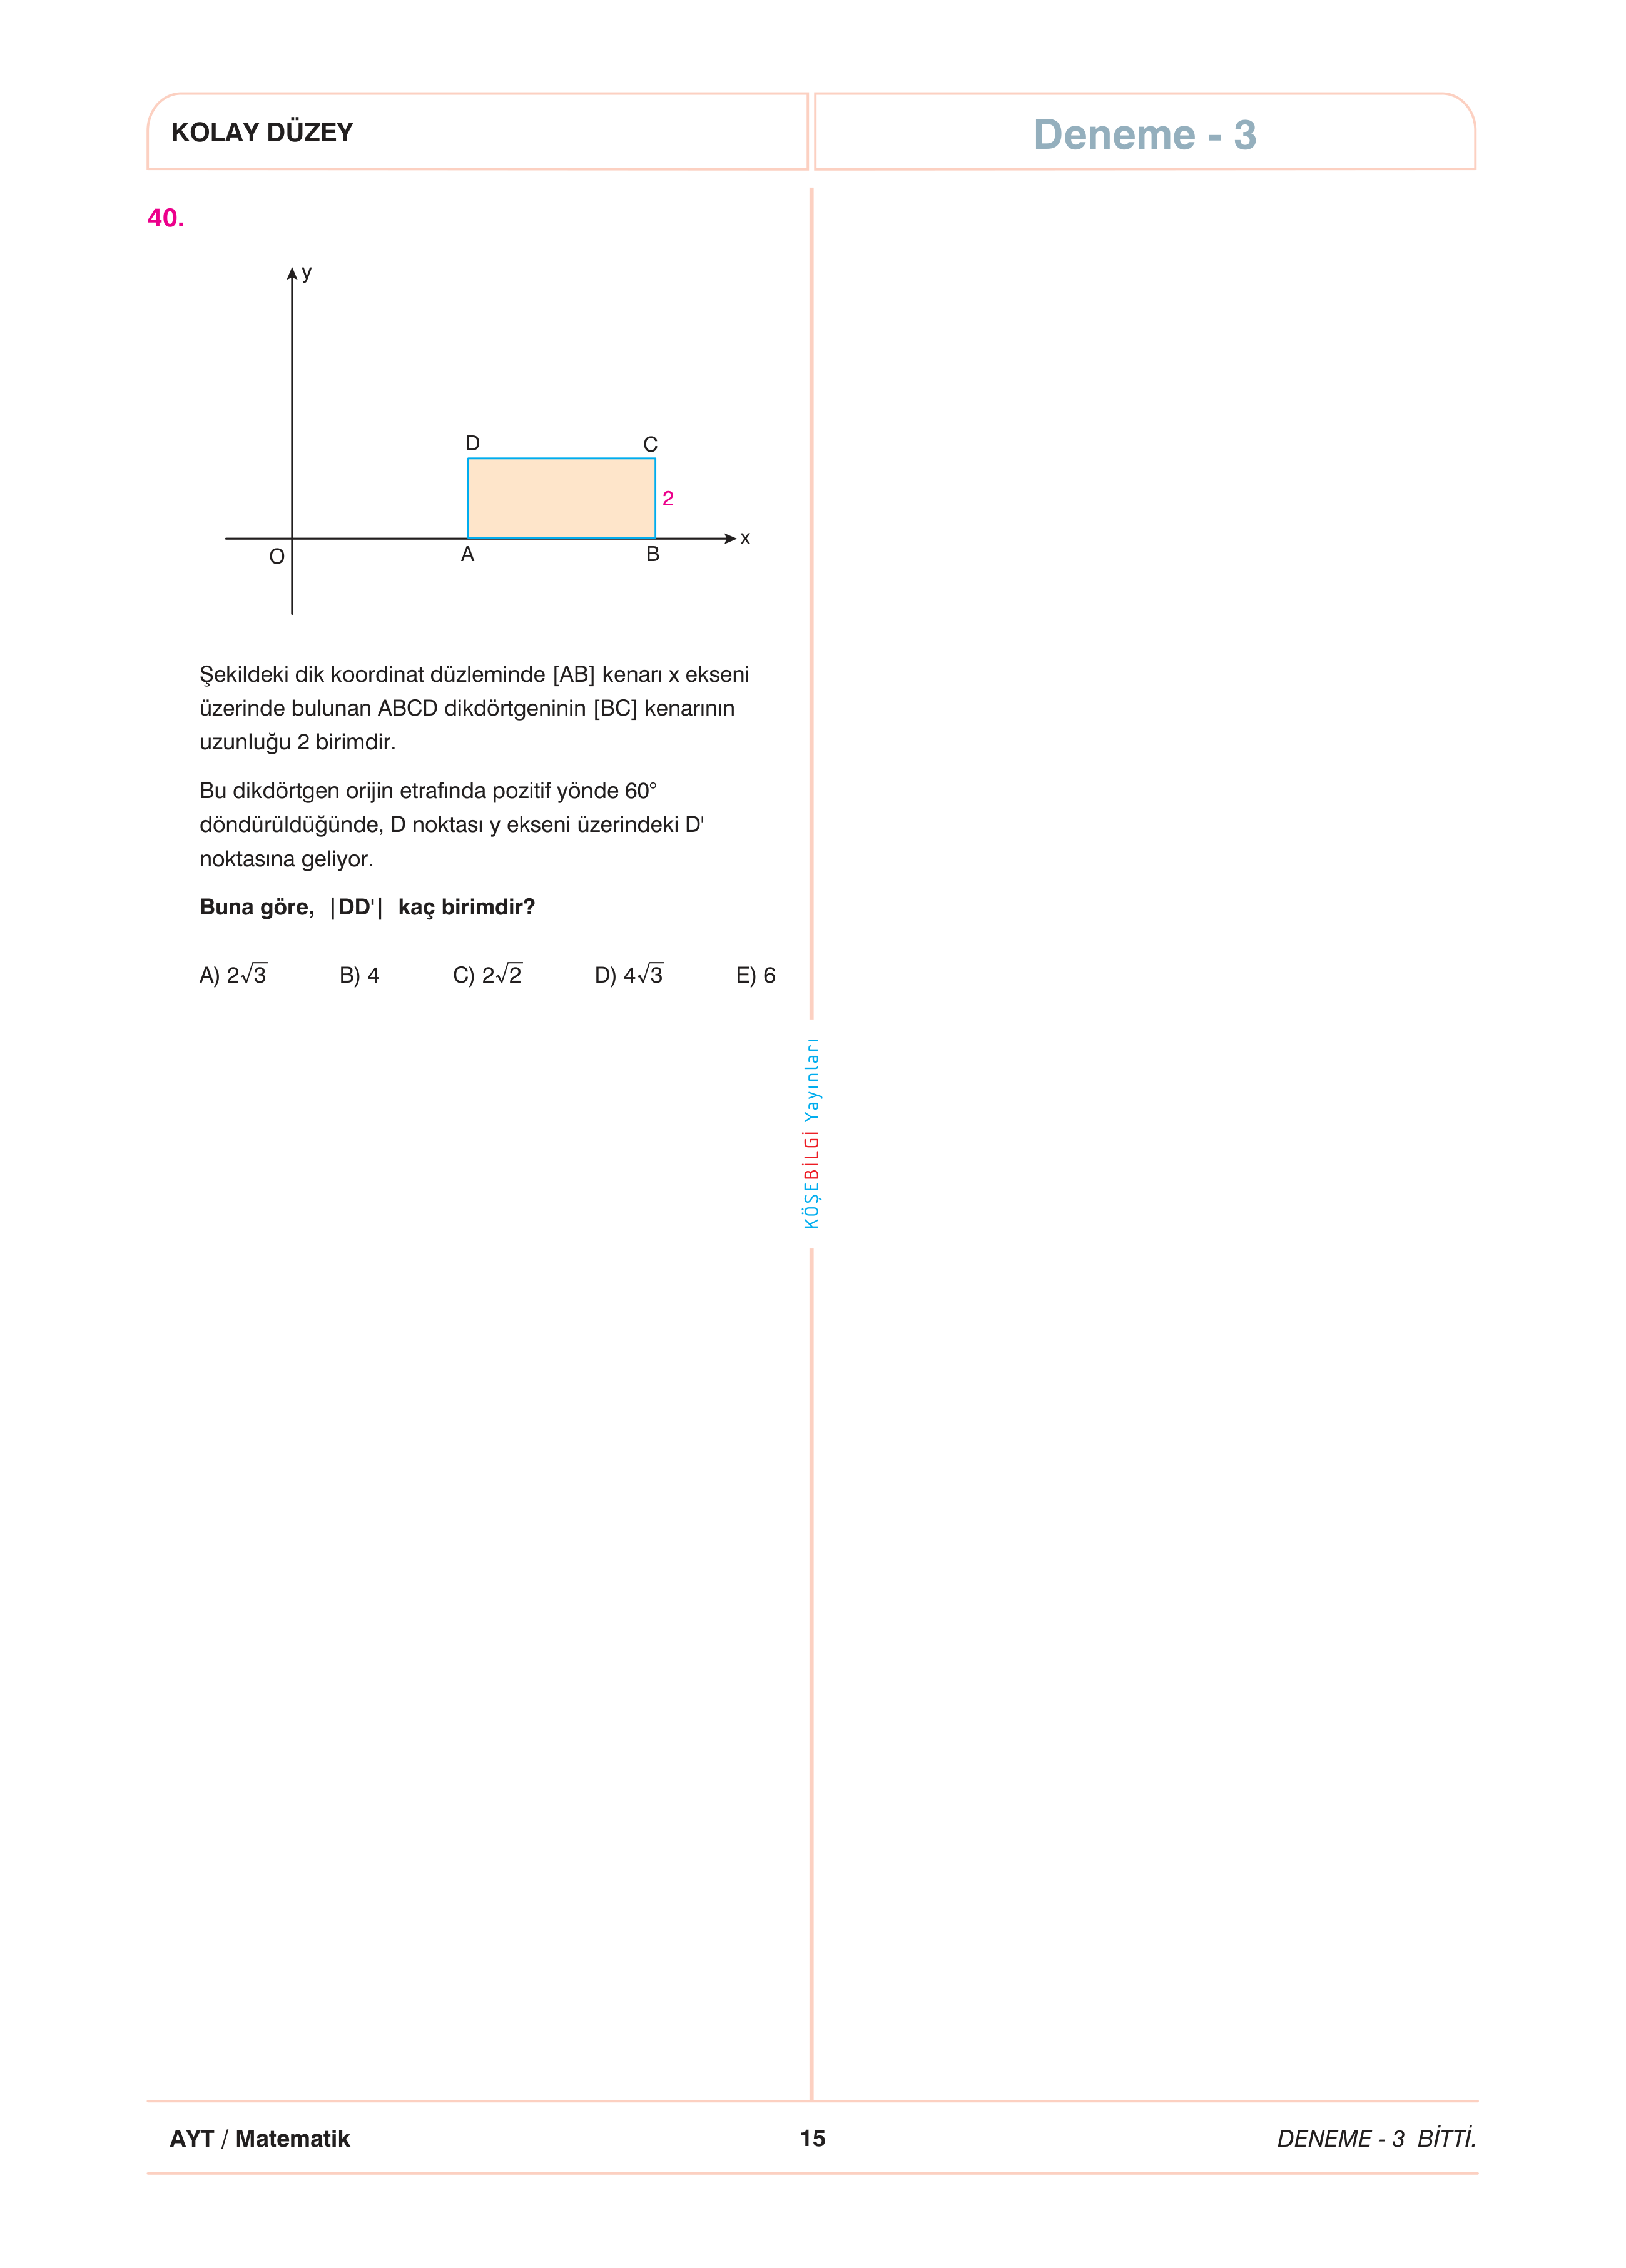 KOLAY DÜZEY
Deneme - 3
40.
y
D
C
2
x
O
A
B
Şekildeki dik koordinat düzleminde [AB] kenarı x ekseni
üzerinde bulunan ABCD dikdörtgeninin [BC] kenarının
uzunluğu 2 birimdir.
Bu dikdörtgen orijin etrafında pozitif yönde 60°
döndürüldüğünde, D noktası y ekseni üzerindeki D'
noktasına geliyor.
Buna göre, |DD'| kaç birimdir?
A) 2√3 B) 4 C) 2√2 D) 4√3 E) 6
KÖŞEBİLGİ Yayınları
AYT / Matematik
15
DENEME - 3 BİTTİ.